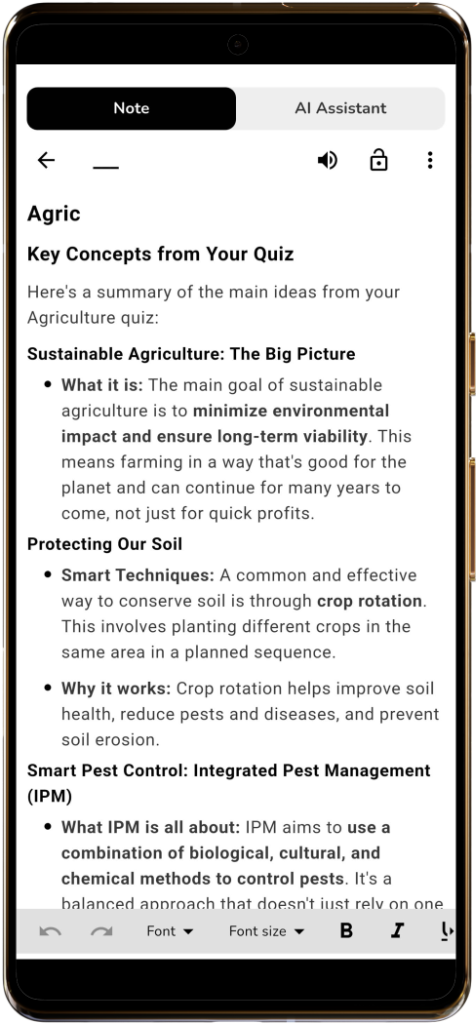 Note AI Assistant
Agric
Key Concepts from Your Quiz
Here's a summary of the main ideas from your
Agriculture quiz:
Sustainable Agriculture: The Big Picture
• What it is: The main goal of sustainable
agriculture is to minimize environmental
impact and ensure long-term viability. This
means farming in a way that's good for the
planet and can continue for many years to
come, not just for quick profits.
Protecting Our Soil
• Smart Techniques: A common and effective
way to conserve soil is through crop rotation.
This involves planting different crops in the
same area in a planned sequence.
• Why it works: Crop rotation helps improve soil
health, reduce pests and diseases, and prevent
soil erosion.
Smart Pest Control: Integrated Pest Management
(IPM)
• What IPM is all about: IPM aims to use a
combination of biological, cultural, and
chemical methods to control pests. It's a
balanced approach that doesn't just rely on one
Font Font size B I